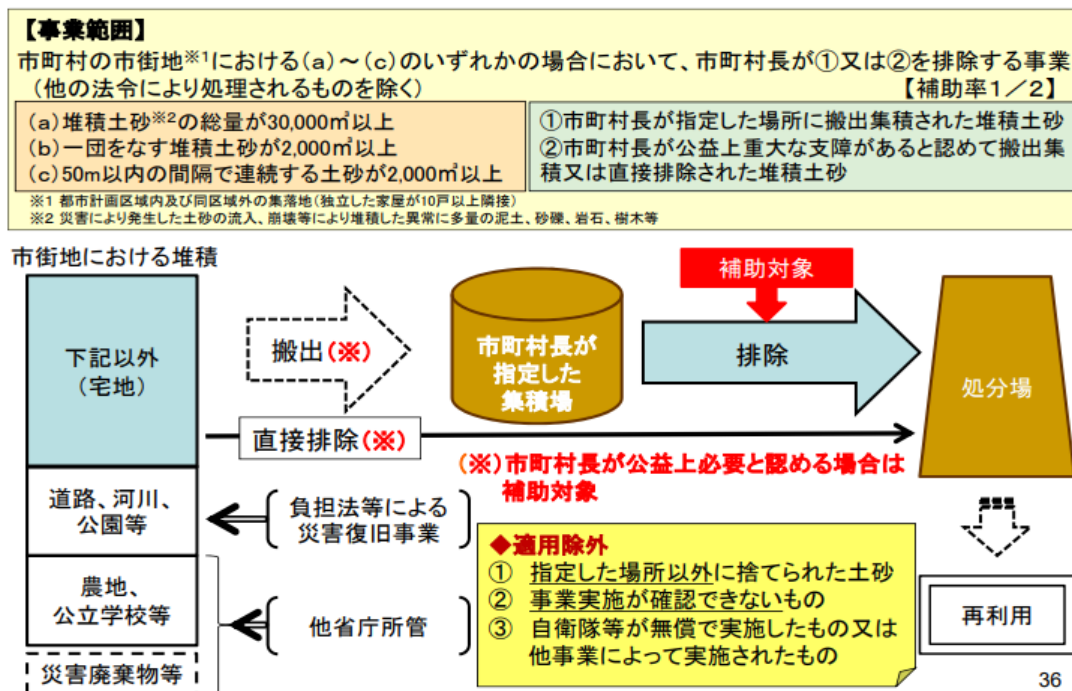 【事業範囲】
市町村の市街地※1における(a)~(c)のいずれかの場合において、市町村長が①又は②を排除する事業
(他の法令により処理されるものを除く)
【補助率1/2】
(a)堆積土砂※2の総量が30,000㎥以上
(b)一団をなす堆積土砂が2,000㎥以上
(c)50m以内の間隔で連続する土砂が2,000㎥以上
①市町村長が指定した場所に搬出集積された堆積土砂
②市町村長が公益上重大な支障があると認めて搬出集
積又は直接排除された堆積土砂
※1 都市計画区域内及び同区域外の集落地(独立した家屋が10戸以上隣接)
※2 災害により発生した土砂の流入、崩壊等により堆積した異常に多量の泥土、砂礫、岩石、樹木等
市街地における堆積
下記以外
(宅地)
搬出(※)
市町村長が
指定した
集積場
補助対象
排除
処分場
直接排除(※)
(※)市町村長が公益上必要と認める場合は
補助対象
道路、河川、
公園等
負担法等による
災害復旧事業
農地、
公立学校等
他省庁所管
災害廃棄物等
◆適用除外
① 指定した場所以外に捨てられた土砂
② 事業実施が確認できないもの
③ 自衛隊等が無償で実施したもの又は
他事業によって実施されたもの
再利用
36